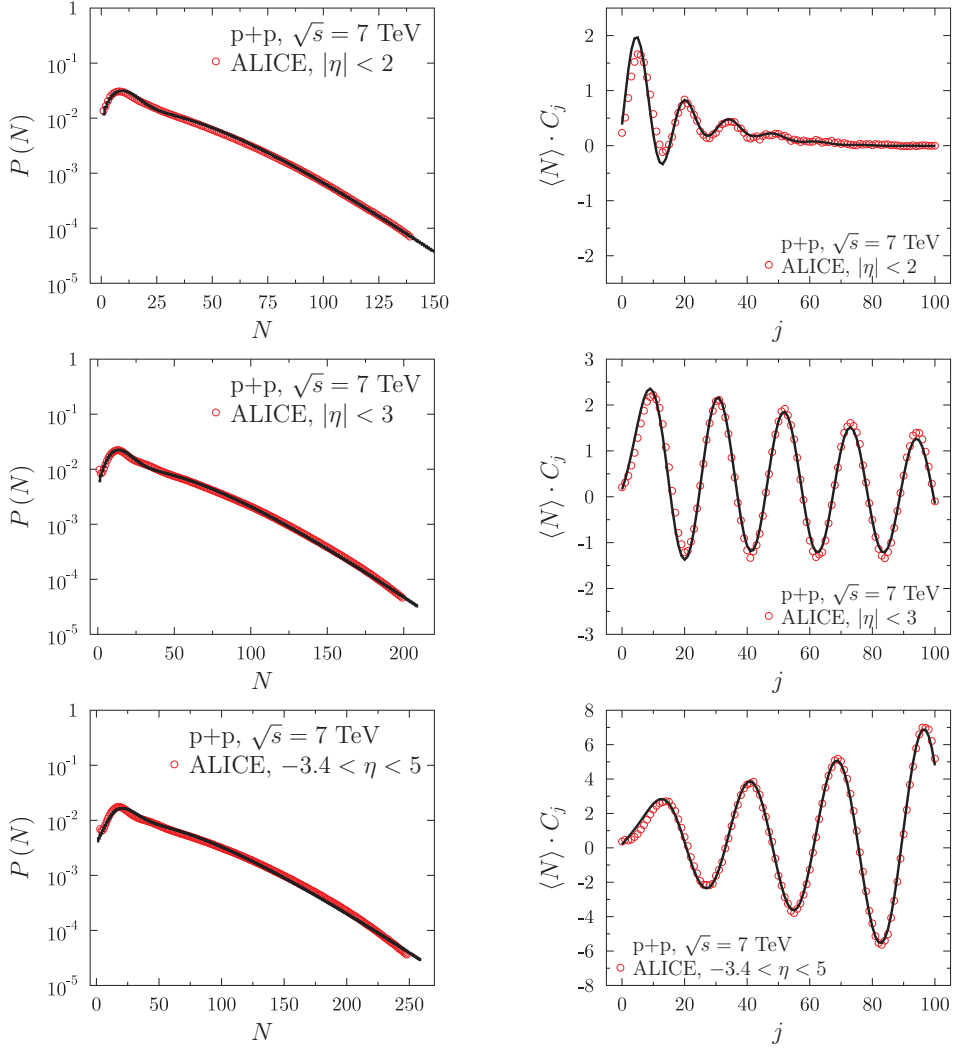 p+p, √s = 7 TeV
ALICE, |η| < 2
P (N)
1
10⁻¹
10⁻²
10⁻³
10⁻⁴
10⁻⁵
0 25 50 75 100 125 150
N
⟨N⟩ · Cⱼ
2
1
0
-1
-2
p+p, √s = 7 TeV
ALICE, |η| < 2
0 20 40 60 80 100
j
p+p, √s = 7 TeV
ALICE, |η| < 3
P (N)
1
10⁻¹
10⁻²
10⁻³
10⁻⁴
10⁻⁵
0 50 100 150 200
N
⟨N⟩ · Cⱼ
3
2
1
0
-1
-2
-3
p+p, √s = 7 TeV
ALICE, |η| < 3
0 20 40 60 80 100
j
p+p, √s = 7 TeV
ALICE, −3.4 < η < 5
P (N)
1
10⁻¹
10⁻²
10⁻³
10⁻⁴
10⁻⁵
0 50 100 150 200 250
N
⟨N⟩ · Cⱼ
8
6
4
2
0
-2
-4
-6
-8
p+p, √s = 7 TeV
ALICE, −3.4 < η < 5
0 20 40 60 80 100
j